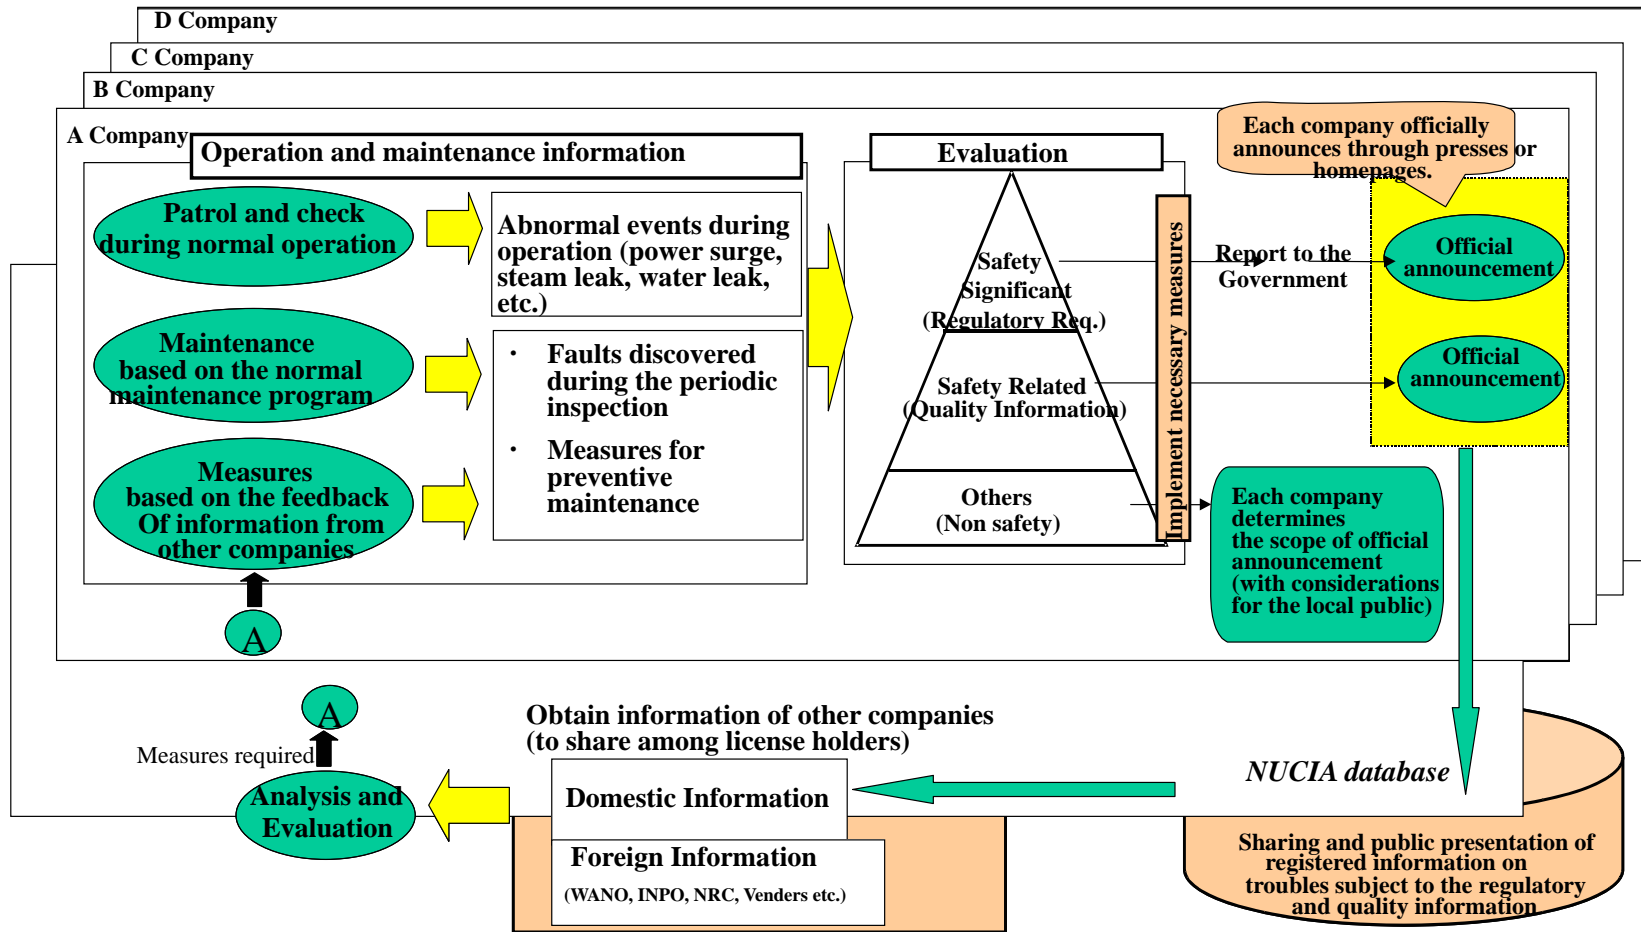 D Company
C Company
B Company
A Company
Operation and maintenance information
Patrol and check
during normal operation
Maintenance
based on the normal
maintenance program
Measures
based on the feedback
Of information from
other companies
A
Abnormal events during
operation (power surge,
steam leak, water leak,
etc.)
· Faults discovered
during the periodic
inspection
· Measures for
preventive
maintenance
Evaluation
Safety
Significant
(Regulatory Req.)
Safety Related
(Quality Information)
Others
(Non safety)
Implement necessary measures
Each company officially
announces through presses or
homepages.
Report to the
Government
Official
announcement
Official
announcement
Each company
determines
the scope of official
announcement
(with considerations
for the local public)
A
Measures required
Analysis and
Evaluation
Obtain information of other companies
(to share among license holders)
Domestic Information
Foreign Information
(WANO, INPO, NRC, Venders etc.)
NUCIA database
Sharing and public presentation of
registered information on
troubles subject to the regulatory
and quality information